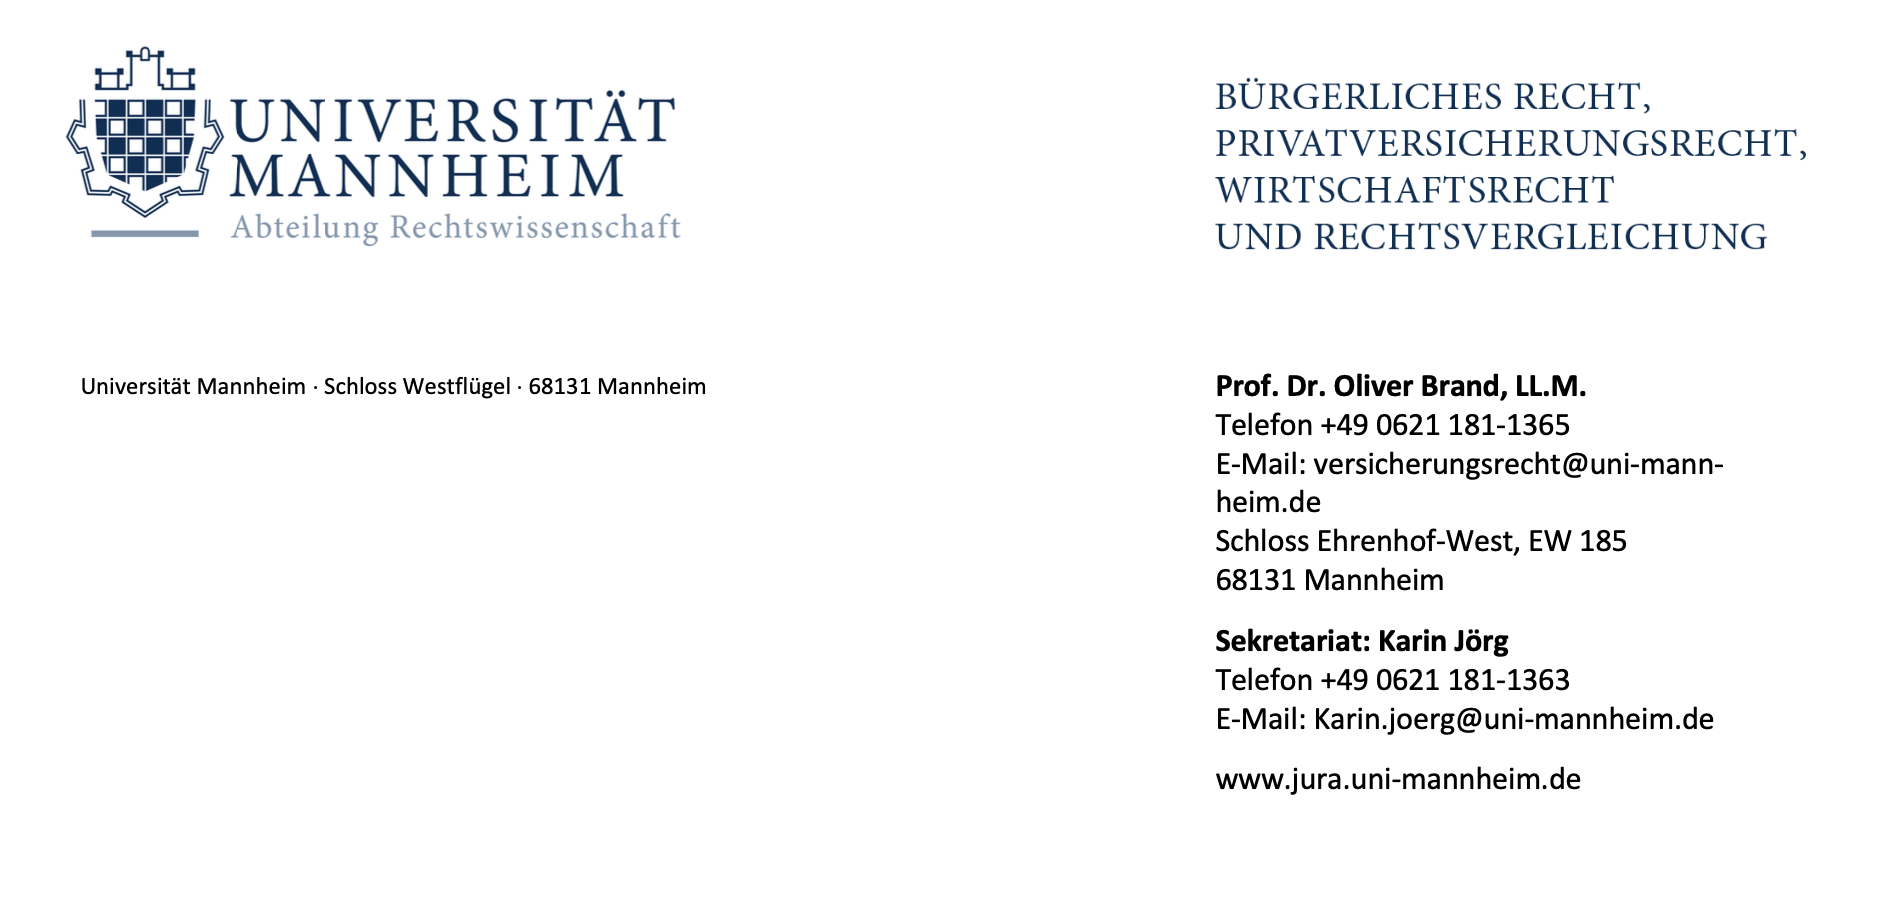 UNIVERSITÄT
MANNHEIM
Abteilung Rechtswissenschaft
BÜRGERLICHES RECHT,
PRIVATVERSICHERUNGSRECHT,
WIRTSCHAFTSRECHT
UND RECHTSVERGLEICHUNG
Universität Mannheim · Schloss Westflügel · 68131 Mannheim
Prof. Dr. Oliver Brand, LL.M.
Telefon +49 0621 181-1365
E-Mail: versicherungsrecht@uni-mann-
heim.de
Schloss Ehrenhof-West, EW 185
68131 Mannheim
Sekretariat: Karin Jörg
Telefon +49 0621 181-1363
E-Mail: Karin.joerg@uni-mannheim.de
www.jura.uni-mannheim.de